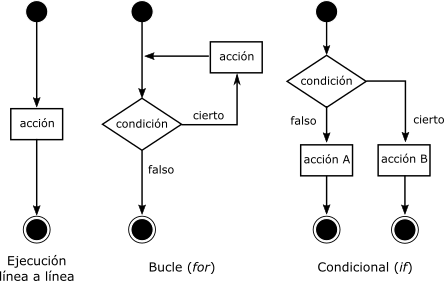 acción
Ejecución
línea a línea
acción
condición
cierto
falso
Bucle (for)
condición
falso
cierto
acción A
acción B
Condicional (if)